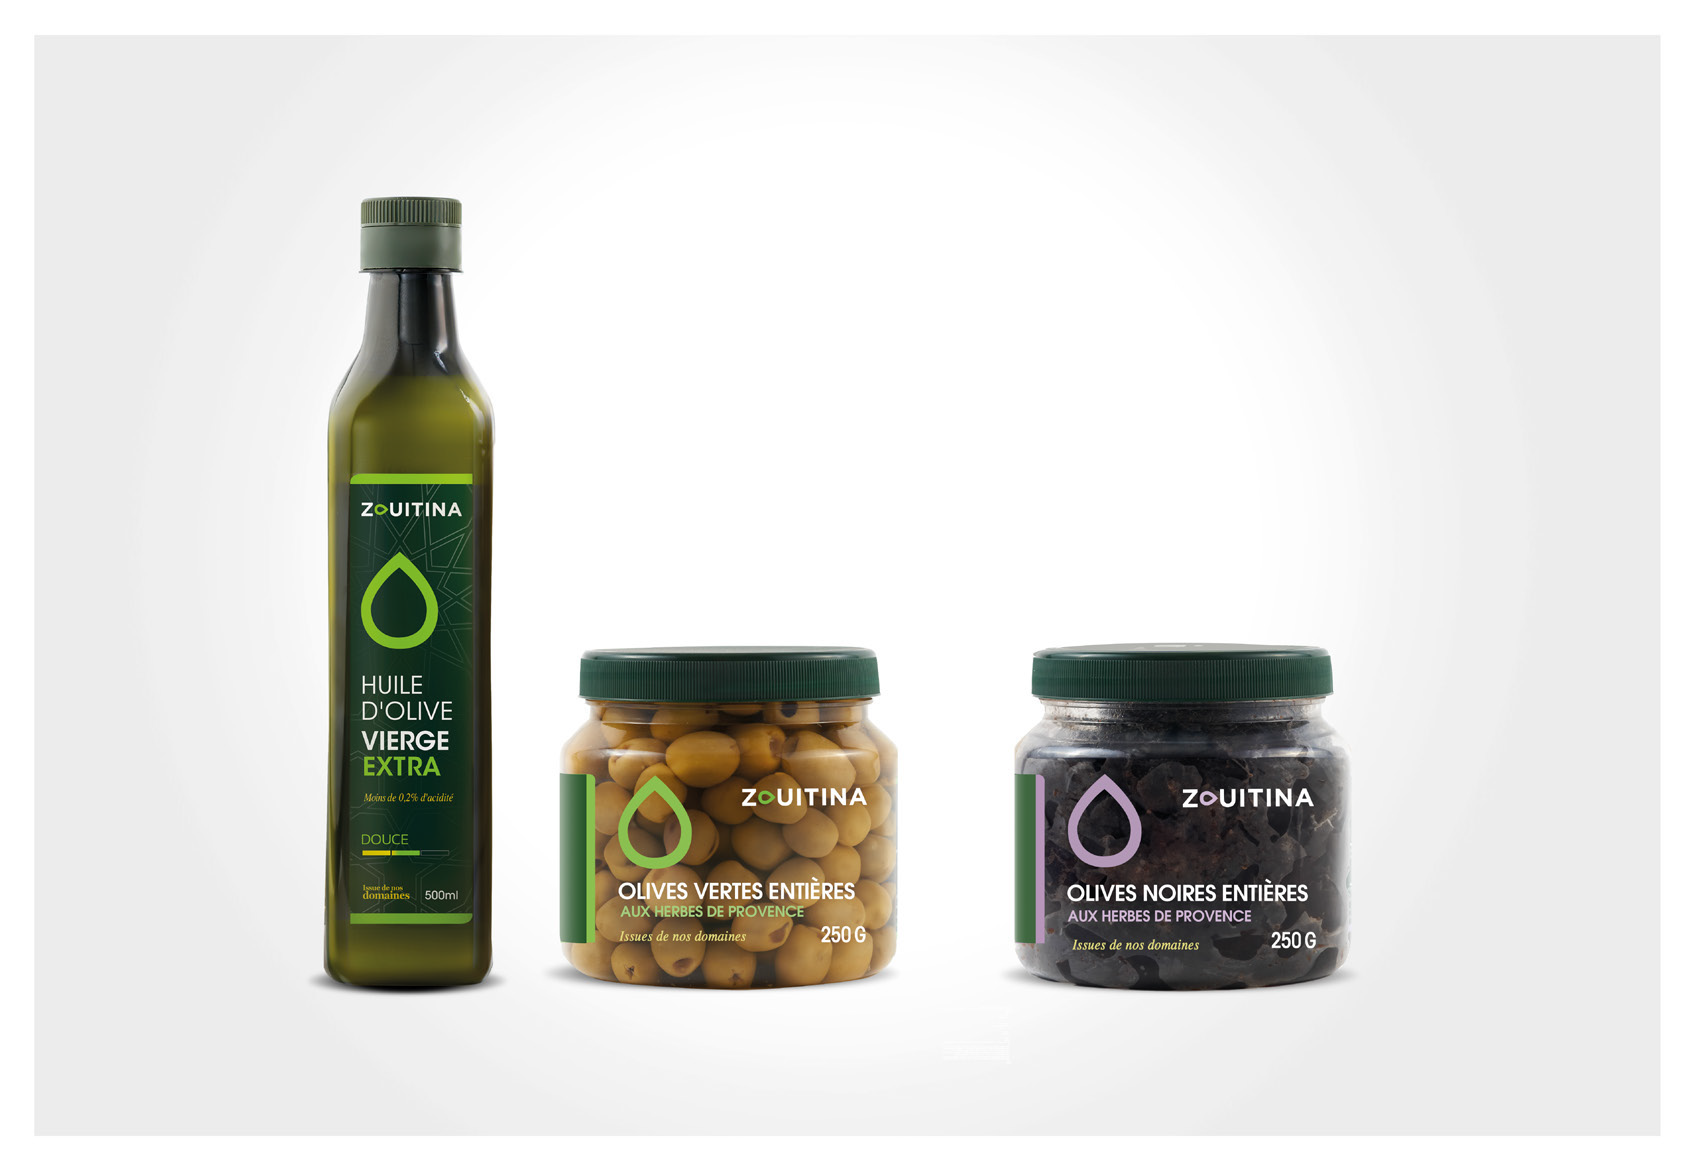 ZOUITINA
HUILE
D'OLIVE
VIERGE
EXTRA
Moins de 0,2% d'acidité
DOUCE
Issue de nos
domaines
500ml
ZOUITINA
OLIVES VERTES ENTIÈRES
AUX HERBES DE PROVENCE
Issues de nos domaines
250 G
ZOUITINA
OLIVES NOIRES ENTIÈRES
AUX HERBES DE PROVENCE
Issues de nos domaines
250 G